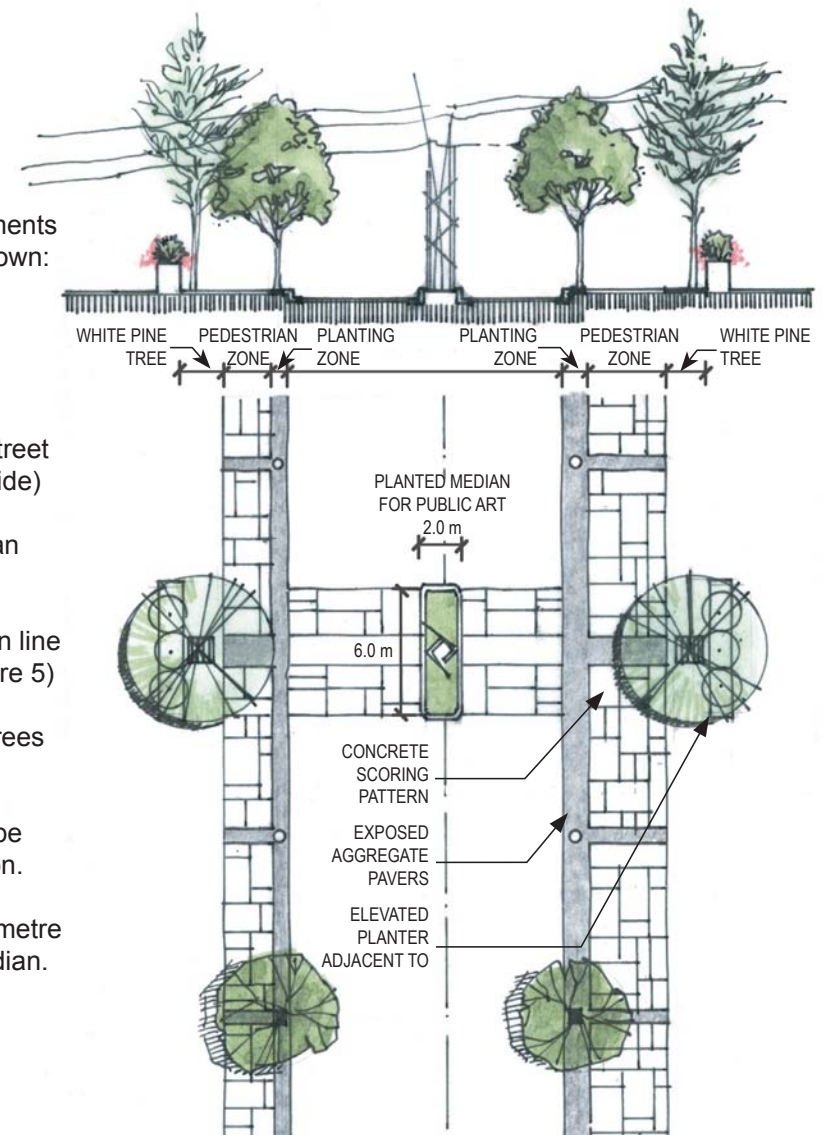 ments
own:
treet
ide)
an
n line
re 5)
rees
be
on.
metre
dian.
WHITE PINE
TREE
PEDESTRIAN
ZONE
PLANTING
ZONE
PLANTING
ZONE
PEDESTRIAN
ZONE
WHITE PINE
TREE
PLANTED MEDIAN
FOR PUBLIC ART
2.0 m
6.0 m
CONCRETE
SCORING
PATTERN
EXPOSED
AGGREGATE
PAVERS
ELEVATED
PLANTER
ADJACENT TO